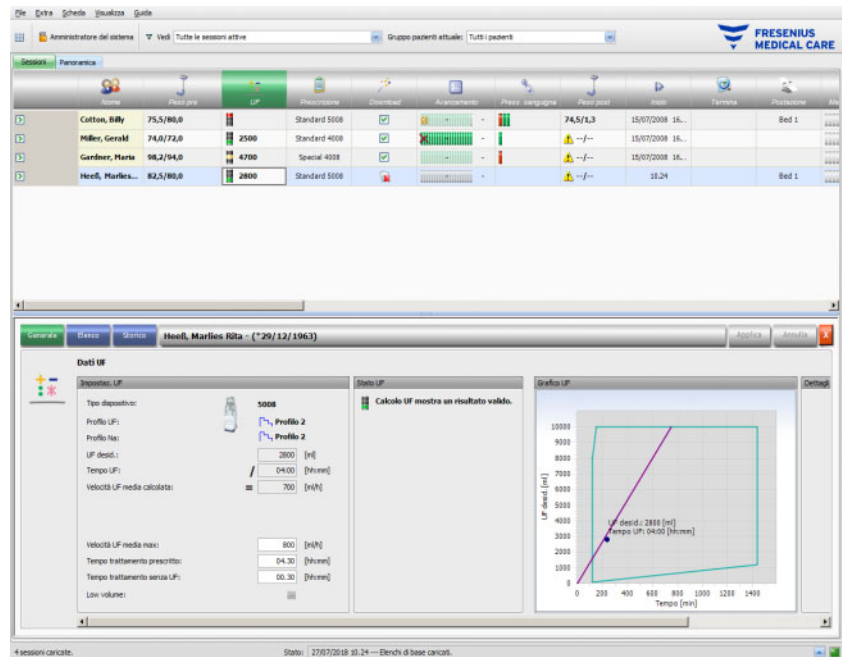 File Extra Scheda Visualizza Guida
Amministratore del sistema Vedi Tutte le sessioni attive Gruppo pazienti attuale: Tutti i pazienti
FRESENIUS
MEDICAL CARE
Sessioni Panoramica
Nome Peso pre UF Prescrizione Download Avanzamento Press. sanguigna Peso post Inizio Termina Postazione
Cotton, Billy 75,5/80,0 Standard 5008 - 74,5/1,3 15/07/2008 16... Bed 1
Miller, Gerald 74,0/72,0 2500 Standard 4008 - --/-- 15/07/2008 16...
Gardner, Maria 98,2/94,0 4700 Special 4008 - --/-- 15/07/2008 16...
Heeß, Marlies... 82,5/80,0 2800 Standard 5008 - --/-- 10.24 Bed 1
Generale Elenco Storico Heeß, Marlies Rita - (*29/12/1963) Applica Annulla X
Dati UF
Impostaz. UF
Tipo dispositivo: 5008
Profilo UF: Profilo 2
Profilo Na: Profilo 2
UF desid.: 2800 [ml]
Tempo UF: / 04:00 [hh:mm]
Velocità UF media calcolata: = 700 [ml/h]
Velocità UF media max: 800 [ml/h]
Tempo trattamento prescritto: 04.30 [hh:mm]
Tempo trattamento senza UF: 00.30 [hh:mm]
Low volume:
Stato UF
Calcolo UF mostra un risultato valido.
Grafico UF
10000
9000
8000
7000
6000
5000
4000
3000
2000
1000
0
UF desid. [ml]
UF desid.: 2800 [ml]
Tempo UF: 04:00 [hh:mm]
0 200 400 600 800 1000 1200 1400
Tempo [min]
Dettagli
4 sessioni caricate. Stato: 27/07/2018 10.24 --- Elenchi di base caricati.